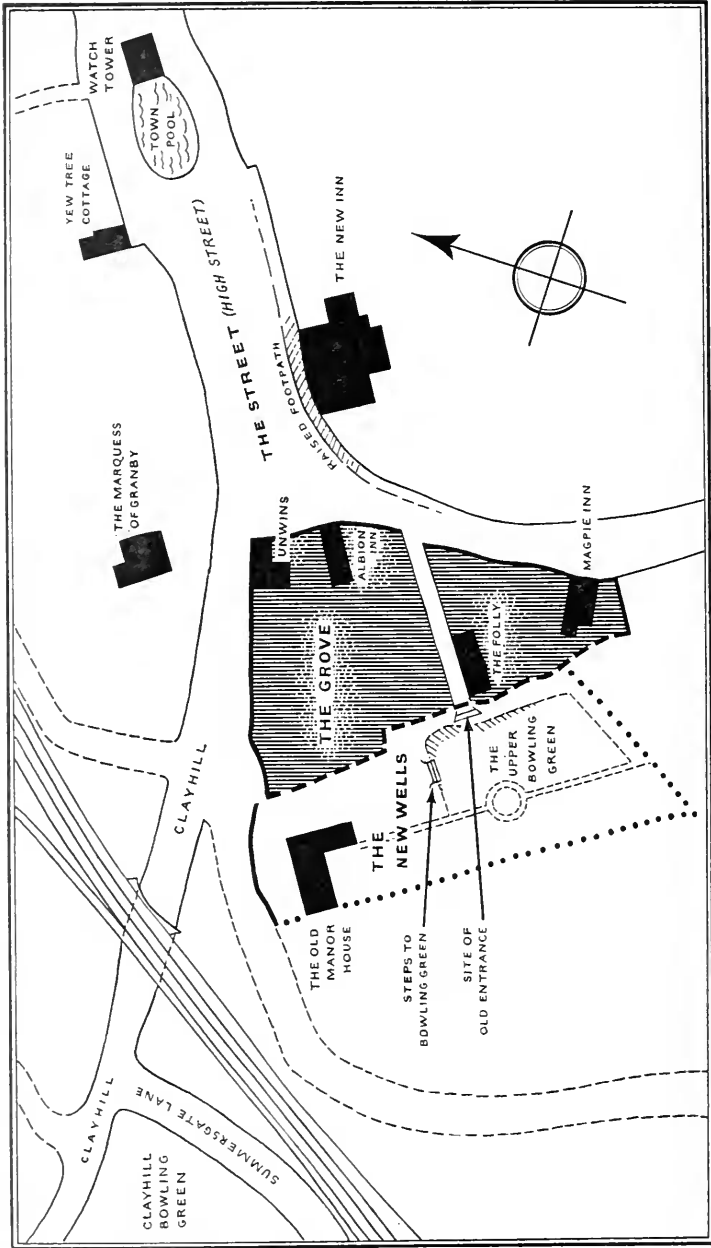 WATCH
TOWER
TOWN
POOL
YEW TREE
COTTAGE
THE STREET (HIGH STREET)
THE NEW INN
RAISED FOOTPATH
THE MARQUESS
OF GRANBY
UNWINS
ALBION
INN
MAGPIE INN
THE GROVE
THE FOLLY
CLAYHILL
THE
NEW WELLS
THE
UPPER
BOWLING
GREEN
THE OLD
MANOR
HOUSE
STEPS TO
BOWLING GREEN
SITE OF
OLD ENTRANCE
CLAYHILL
SUMMERSGATE LANE
CLAYHILL
BOWLING
GREEN